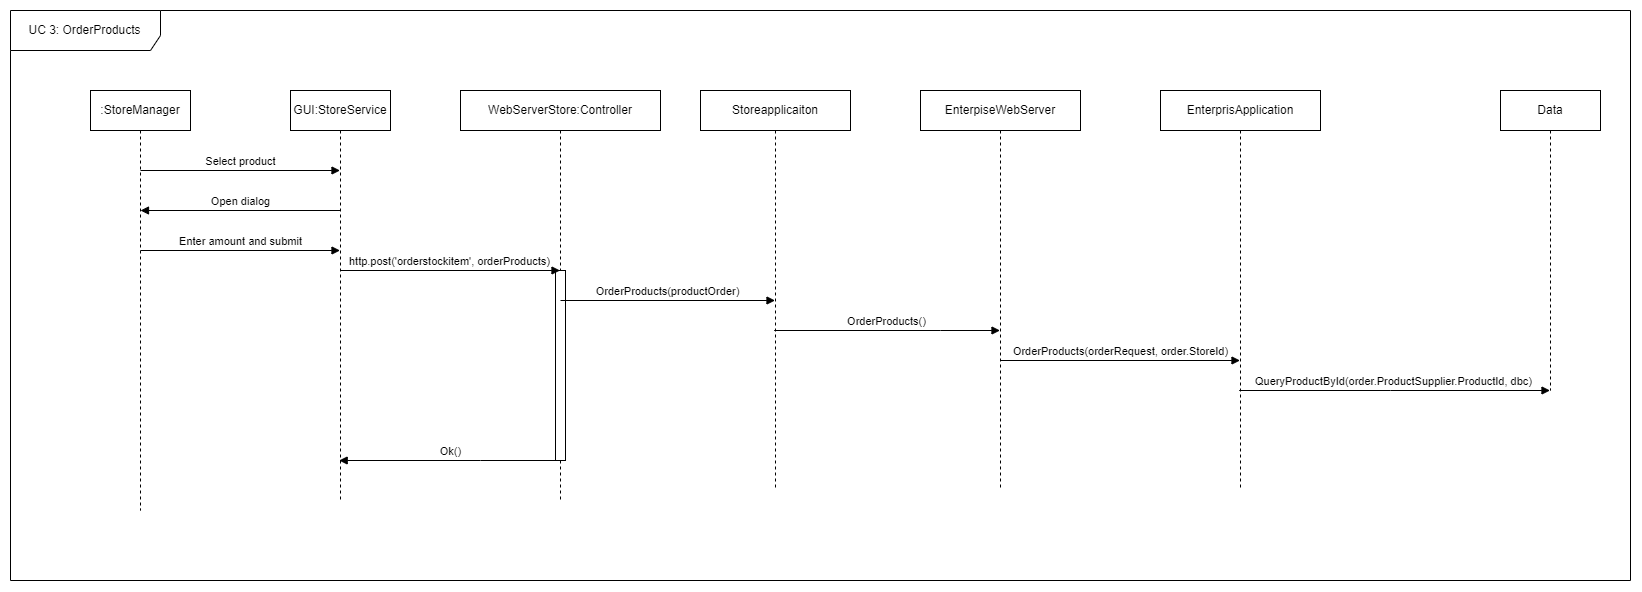 UC 3: OrderProducts
:StoreManager
GUI:StoreService
WebServerStore:Controller
Storeapplicaiton
EnterpiseWebServer
EnterprisApplication
Data
Select product
Open dialog
Enter amount and submit
http.post('orderstockitem', orderProducts)
OrderProducts(productOrder)
OrderProducts()
OrderProducts(orderRequest, order.StoreId)
QueryProductById(order.ProductSupplier.ProductId, dbc)
Ok()